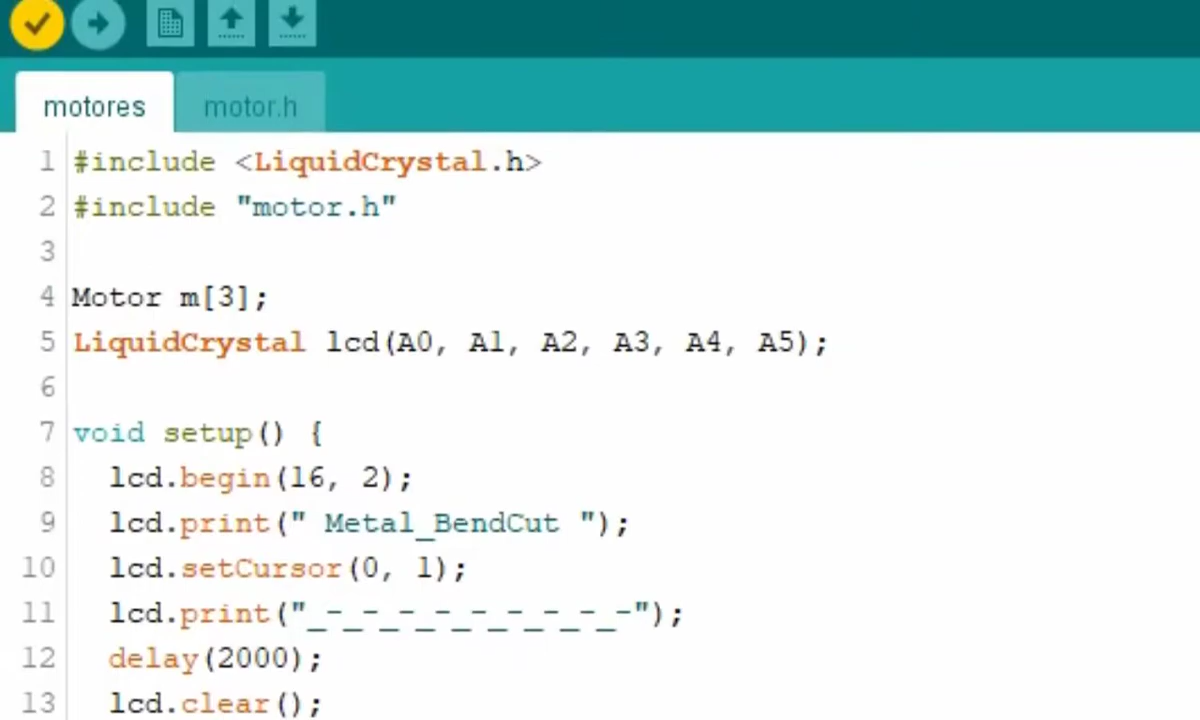 motores
motor.h
1 #include <LiquidCrystal.h>
2 #include "motor.h"
3
4 Motor m[3];
5 LiquidCrystal lcd(A0, A1, A2, A3, A4, A5);
6
7 void setup() {
8   lcd.begin(16, 2);
9   lcd.print(" Metal_BendCut ");
10   lcd.setCursor(0, 1);
11   lcd.print("_-_-_-_-_-_-_-_-_-");
12   delay(2000);
13   lcd.clear();